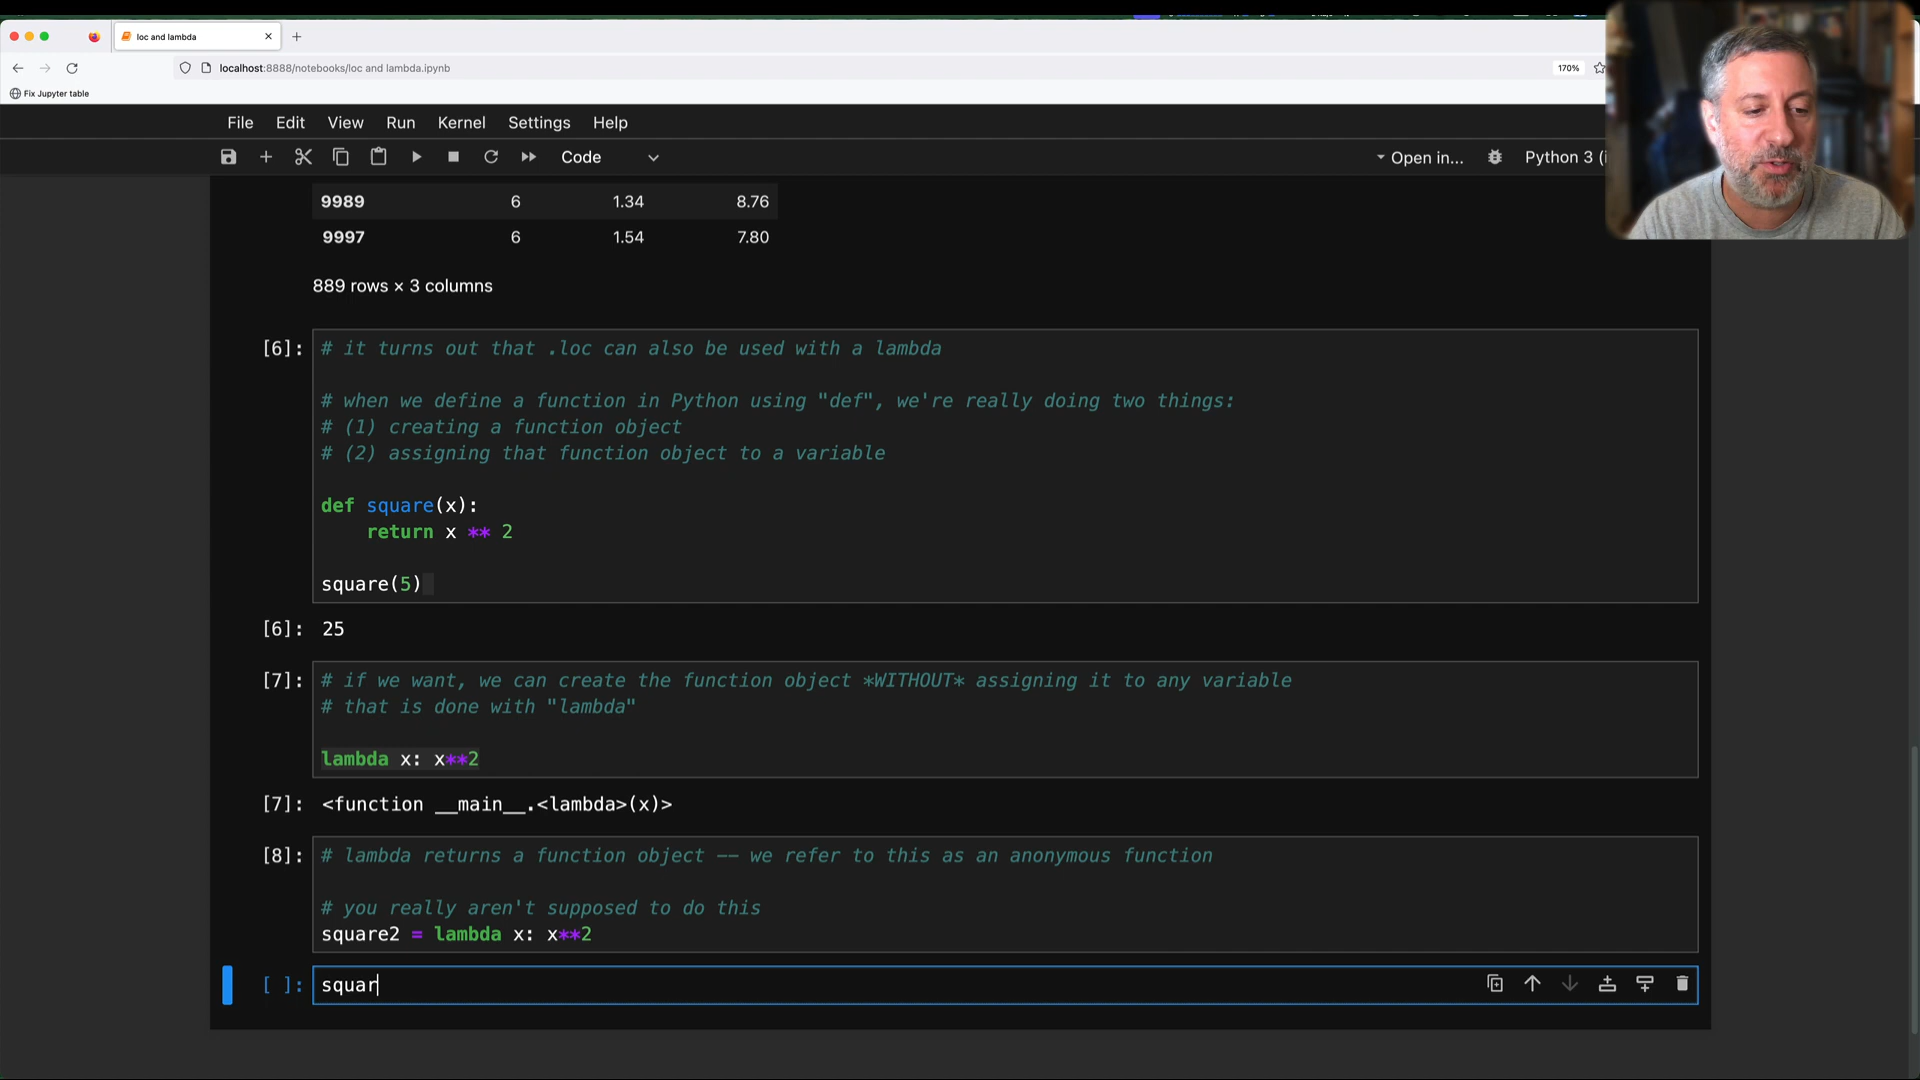 loc and lambda
localhost:8888/notebooks/loc and lambda.ipynb
170%
Fix Jupyter table
File Edit View Run Kernel Settings Help
Code
Open in...
Python 3 (i
9989 6 1.34 8.76
9997 6 1.54 7.80
889 rows × 3 columns
[6]: # it turns out that .loc can also be used with a lambda
# when we define a function in Python using "def", we're really doing two things:
# (1) creating a function object
# (2) assigning that function object to a variable
def square(x):
return x ** 2
square(5)
[6]: 25
[7]: # if we want, we can create the function object *WITHOUT* assigning it to any variable
# that is done with "lambda"
lambda x: x**2
[7]: <function __main__.<lambda>(x)>
[8]: # lambda returns a function object -- we refer to this as an anonymous function
# you really aren't supposed to do this
square2 = lambda x: x**2
[ ]: squar